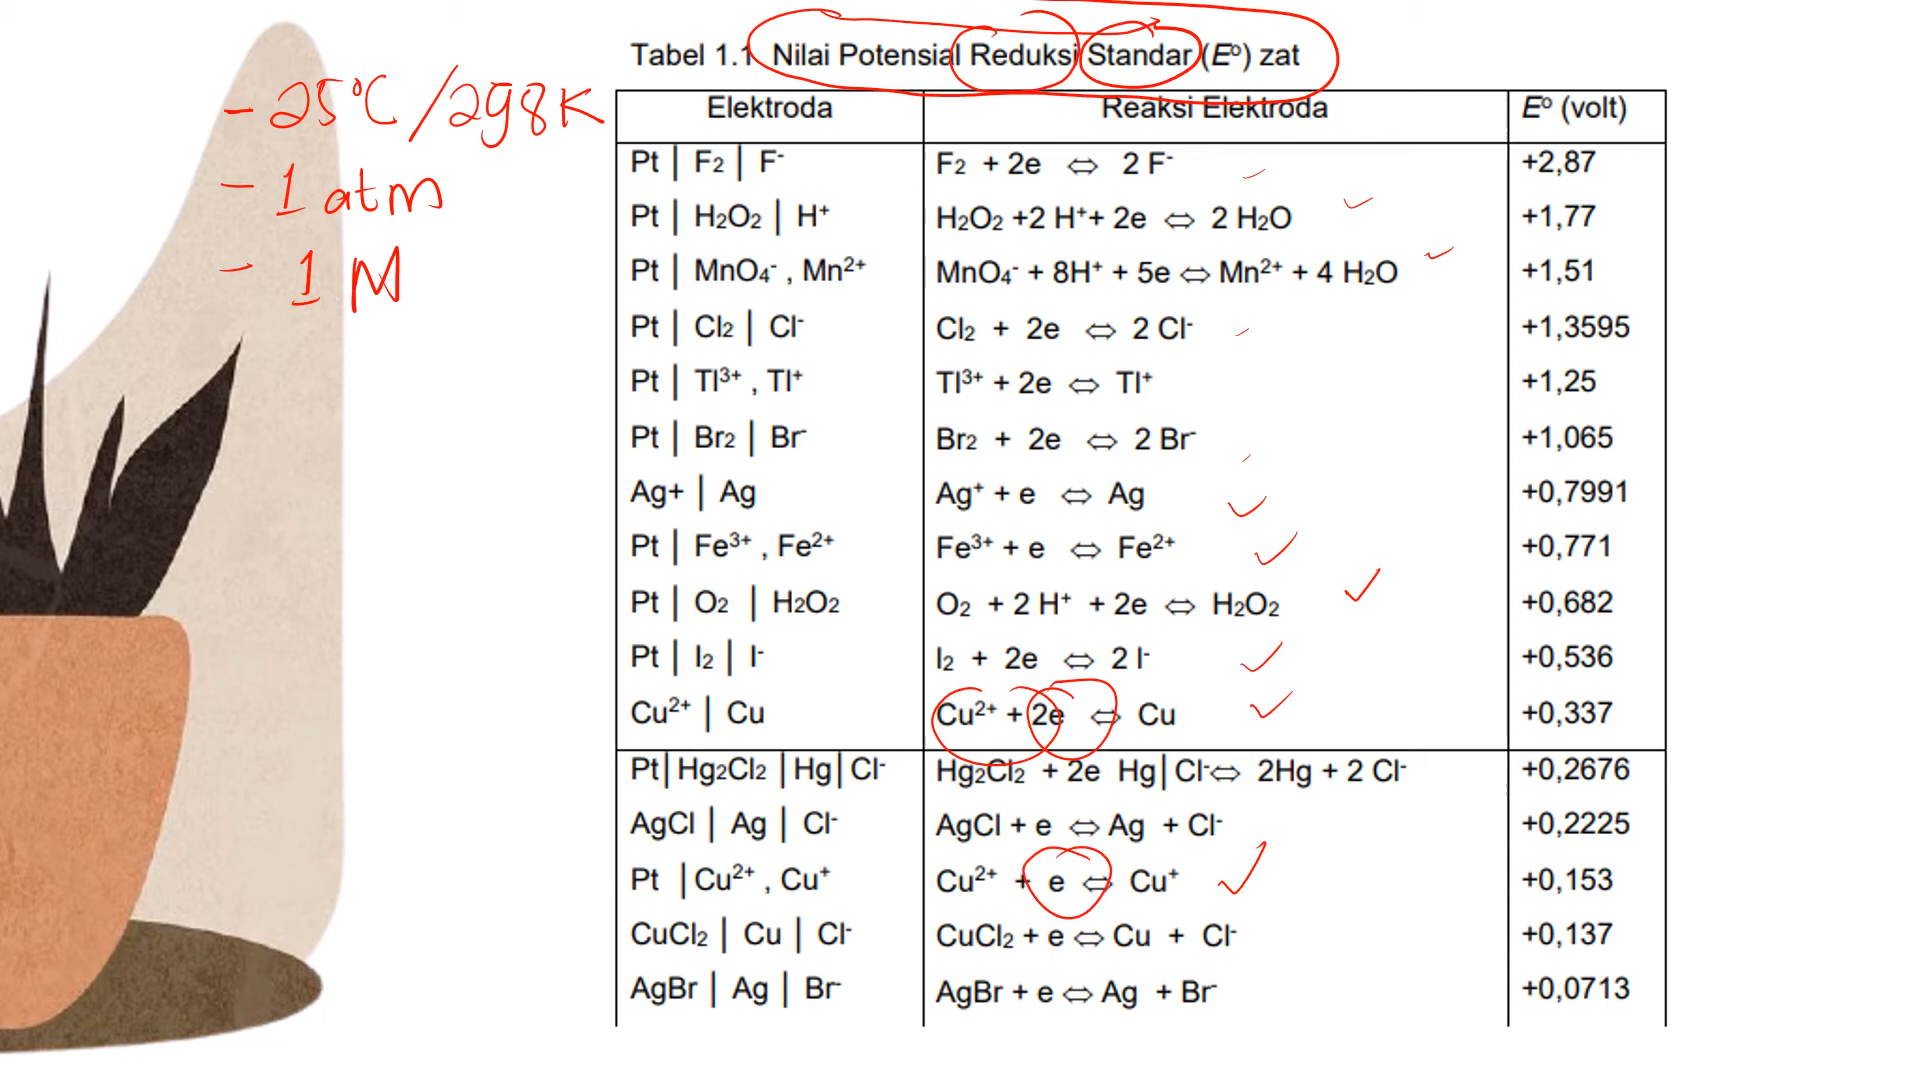 - 25°C / 298 K
- 1 atm
- 1 M
Tabel 1.1 Nilai Potensial Reduksi Standar (Eº) zat
Elektroda Reaksi Elektroda Eº (volt)
Pt | F2 | F- F2 + 2e ⇔ 2 F- +2,87
Pt | H2O2 | H+ H2O2 +2 H++ 2e ⇔ 2 H2O +1,77
Pt | MnO4- , Mn2+ MnO4- + 8H+ + 5e ⇔ Mn2+ + 4 H2O +1,51
Pt | Cl2 | Cl- Cl2 + 2e ⇔ 2 Cl- +1,3595
Pt | Tl3+ , Tl+ Tl3+ + 2e ⇔ Tl+ +1,25
Pt | Br2 | Br- Br2 + 2e ⇔ 2 Br- +1,065
Ag+ | Ag Ag+ + e ⇔ Ag +0,7991
Pt | Fe3+ , Fe2+ Fe3+ + e ⇔ Fe2+ +0,771
Pt | O2 | H2O2 O2 + 2 H+ + 2e ⇔ H2O2 +0,682
Pt | I2 | I- I2 + 2e ⇔ 2 I- +0,536
Cu2+ | Cu Cu2+ + 2e ⇔ Cu +0,337
Pt| Hg2Cl2 | Hg| Cl- Hg2Cl2 + 2e Hg| Cl-⇔ 2Hg + 2 Cl- +0,2676
AgCl | Ag | Cl- AgCl + e ⇔ Ag + Cl- +0,2225
Pt | Cu2+ , Cu+ Cu2+ + e ⇔ Cu+ +0,153
CuCl2 | Cu | Cl- CuCl2 + e ⇔ Cu + Cl- +0,137
AgBr | Ag | Br- AgBr + e ⇔ Ag + Br- +0,0713